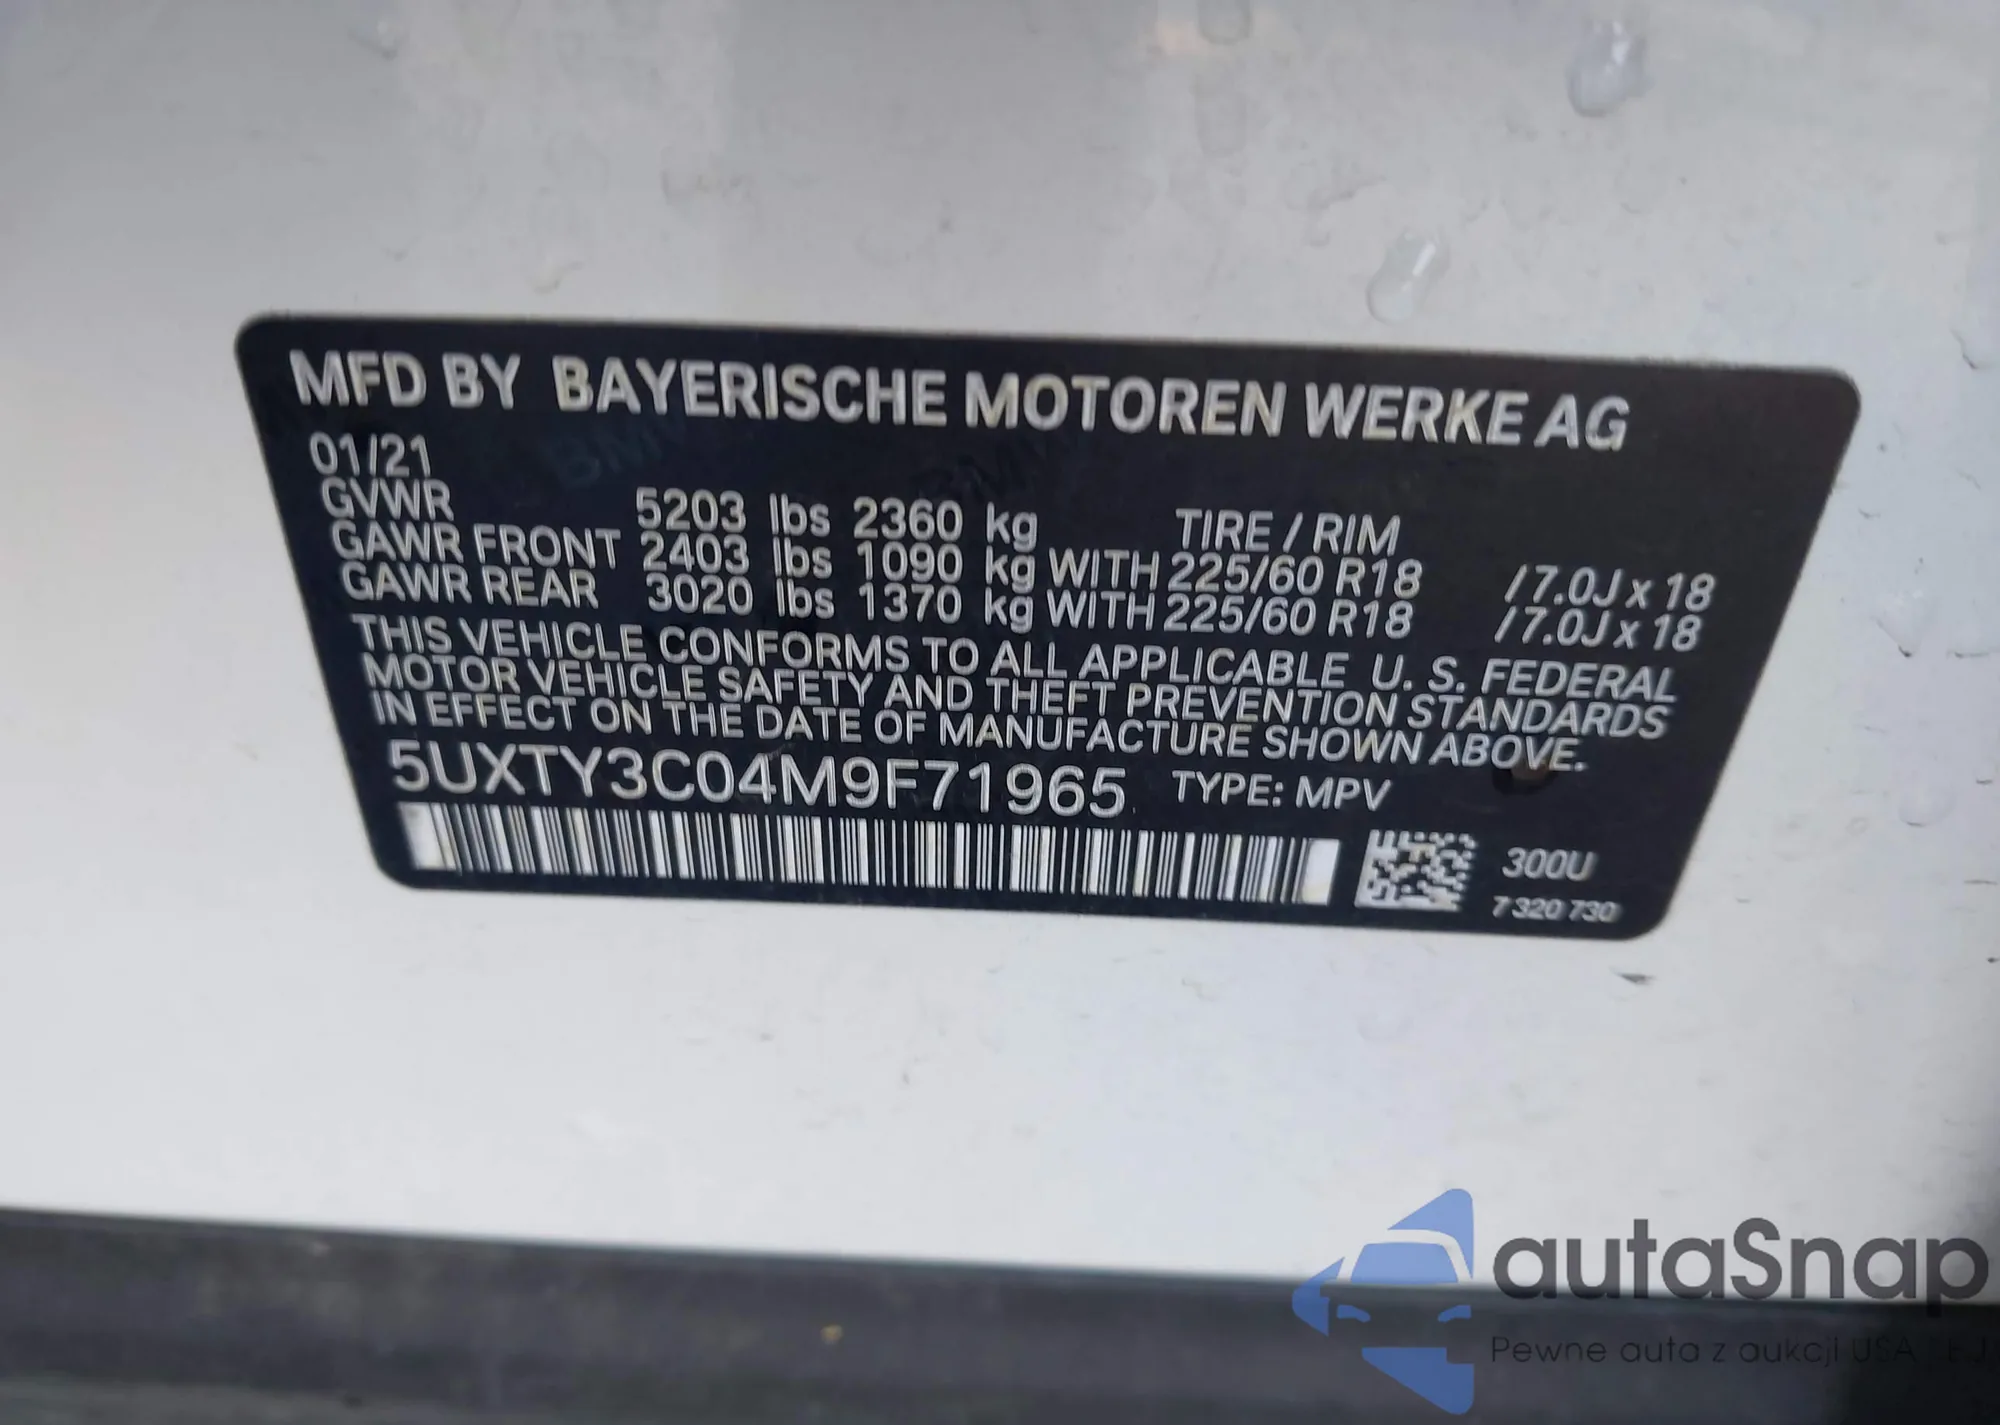 MFD BY BAYERISCHE MOTOREN WERKE AG
01/21
GVWR 5203 lbs 2360 kg TIRE / RIM
GAWR FRONT 2403 lbs 1090 kg WITH 225/60 R18 / 7.0J x 18
GAWR REAR 3020 lbs 1370 kg WITH 225/60 R18 / 7.0J x 18
THIS VEHICLE CONFORMS TO ALL APPLICABLE U. S. FEDERAL
MOTOR VEHICLE SAFETY AND THEFT PREVENTION STANDARDS
IN EFFECT ON THE DATE OF MANUFACTURE SHOWN ABOVE.
5UXTY3C04M9F71965 TYPE: MPV
300U
7 320 730
autaSnap
Pewne auta z aukcji USA I EJ